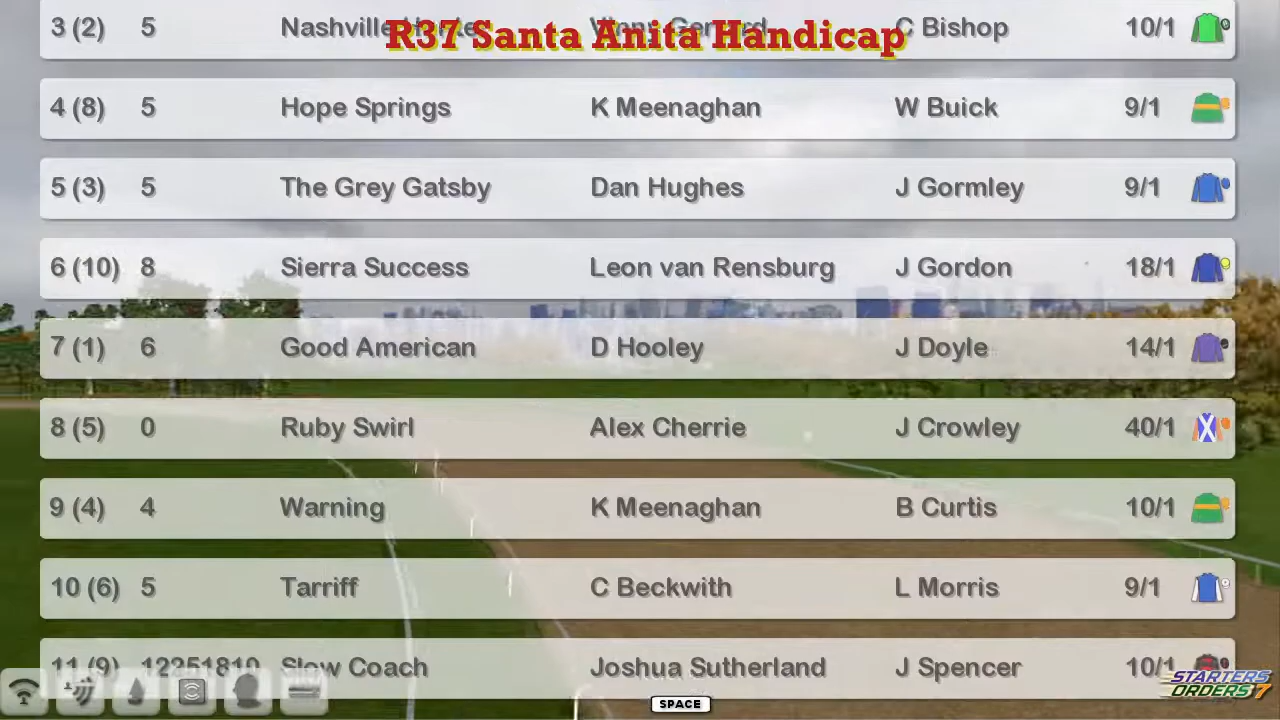 R37 Santa Anita Handicap
3 (2) 5 Nashville C Bishop 10/1
4 (8) 5 Hope Springs K Meenaghan W Buick 9/1
5 (3) 5 The Grey Gatsby Dan Hughes J Gormley 9/1
6 (10) 8 Sierra Success Leon van Rensburg J Gordon 18/1
7 (1) 6 Good American D Hooley J Doyle 14/1
8 (5) 0 Ruby Swirl Alex Cherrie J Crowley 40/1
9 (4) 4 Warning K Meenaghan B Curtis 10/1
10 (6) 5 Tarriff C Beckwith L Morris 9/1
11 (9) 12251810 Slow Coach Joshua Sutherland J Spencer 10/1
STARTERS
ORDERS 7
SPACE